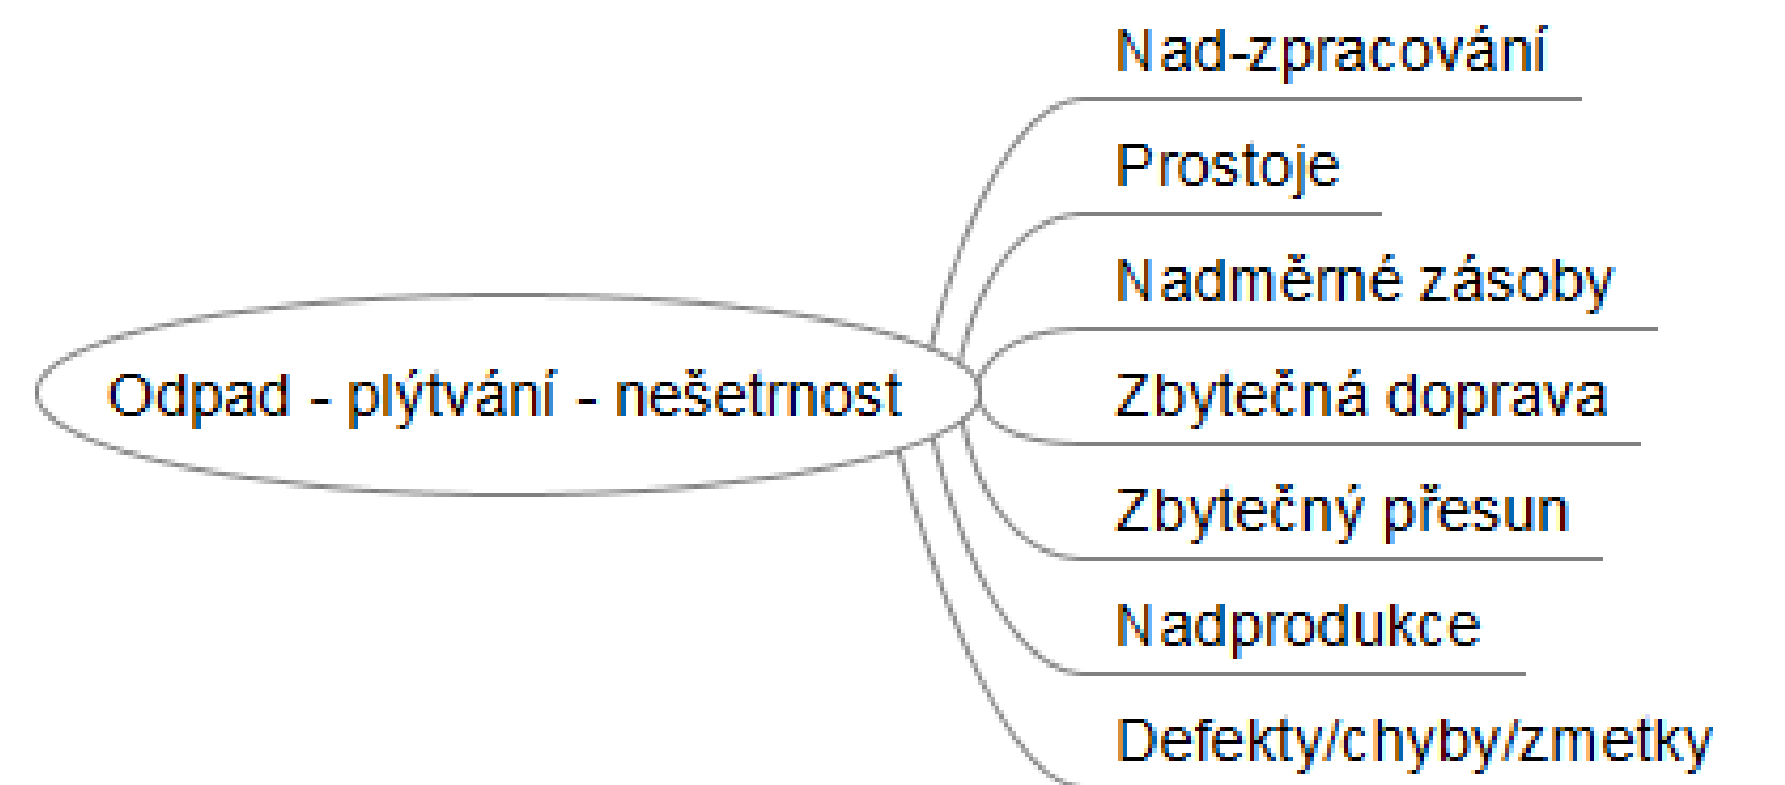 Nad-zpracování
Prostoje
Nadměrné zásoby
Odpad - plýtvání - nešetrnost
Zbytečná doprava
Zbytečný přesun
Nadprodukce
Defekty/chyby/zmetky